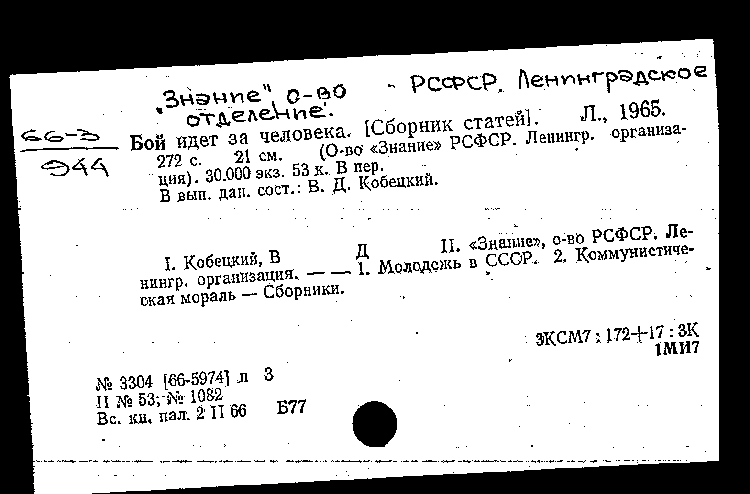 "Знание" о-во - РСФСР. Ленинградское
отделение.
66-3
944
Бой идет за человека. [Сборник статей]. Л., 1965.
272 с. 21 см. (О-во «Знание» РСФСР. Ленингр. организа-
ция). 30.000 экз. 53 к. В пер.
В вып. дан. сост.: В. Д. Кобецкий.
I. Кобецкий, В Д II. «Знание», о-во РСФСР. Ле-
нингр. организация. — — 1. Молодежь в СССР. 2. Коммунистиче-
ская мораль — Сборники.
3КСМ7 : 172+17 : 3К
1МИ7
№ 3304 [66-5974] л 3
П № 53; № 1082
Вс. кн. пал. 2 II 66 Б77